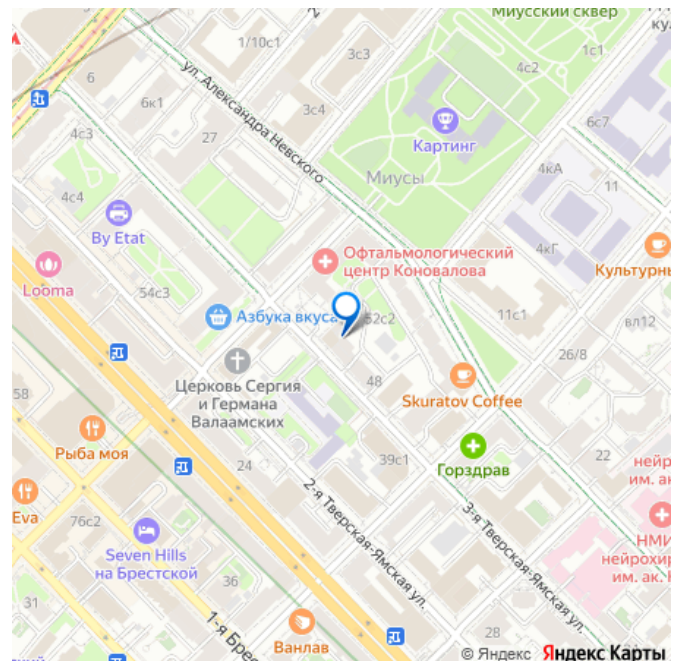 Миусский сквер
ку
1/10с1
3с3
1с1
6
4с2
ул. Александра Невского
6к1
3с4
6с7
4с3
27
Картинг
4кА
Миусы
11
4с4
By Etat
Офтальмологический
центр Коновалова
4кГ
Культурны
Looma
54с3
Азбука вкуса
52с2
11с1
вл12
Церковь Сергия
и Германа
Валаамских
26/8
58
48
Skuratov Coffee
Рыба моя
39с1
Горздрав
24
22
нейр
им. ак
Eva
76с2
2-я Тверская-Ямская ул.
3-я Тверская-Ямская ул.
Seven Hills
на Брестской
НМИ
нейрохир
им. ак. Н
36
31
1-я Брес
Ванлав
28
ский
© Яндекс Яндекс Карты